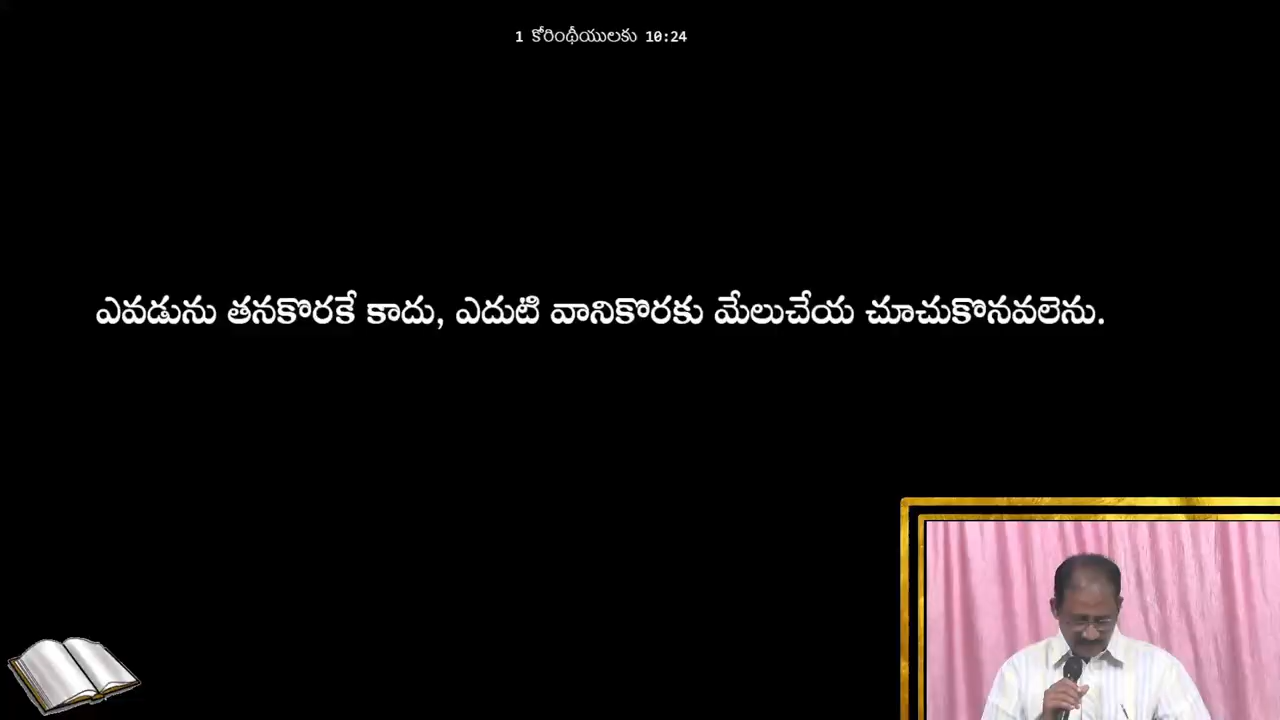 1 కోరింథీయులకు 10:24
ఎవడును తనకొరకే కాదు, ఎదుటి వానికొరకు మేలుచేయ చూచుకొనవలెను.